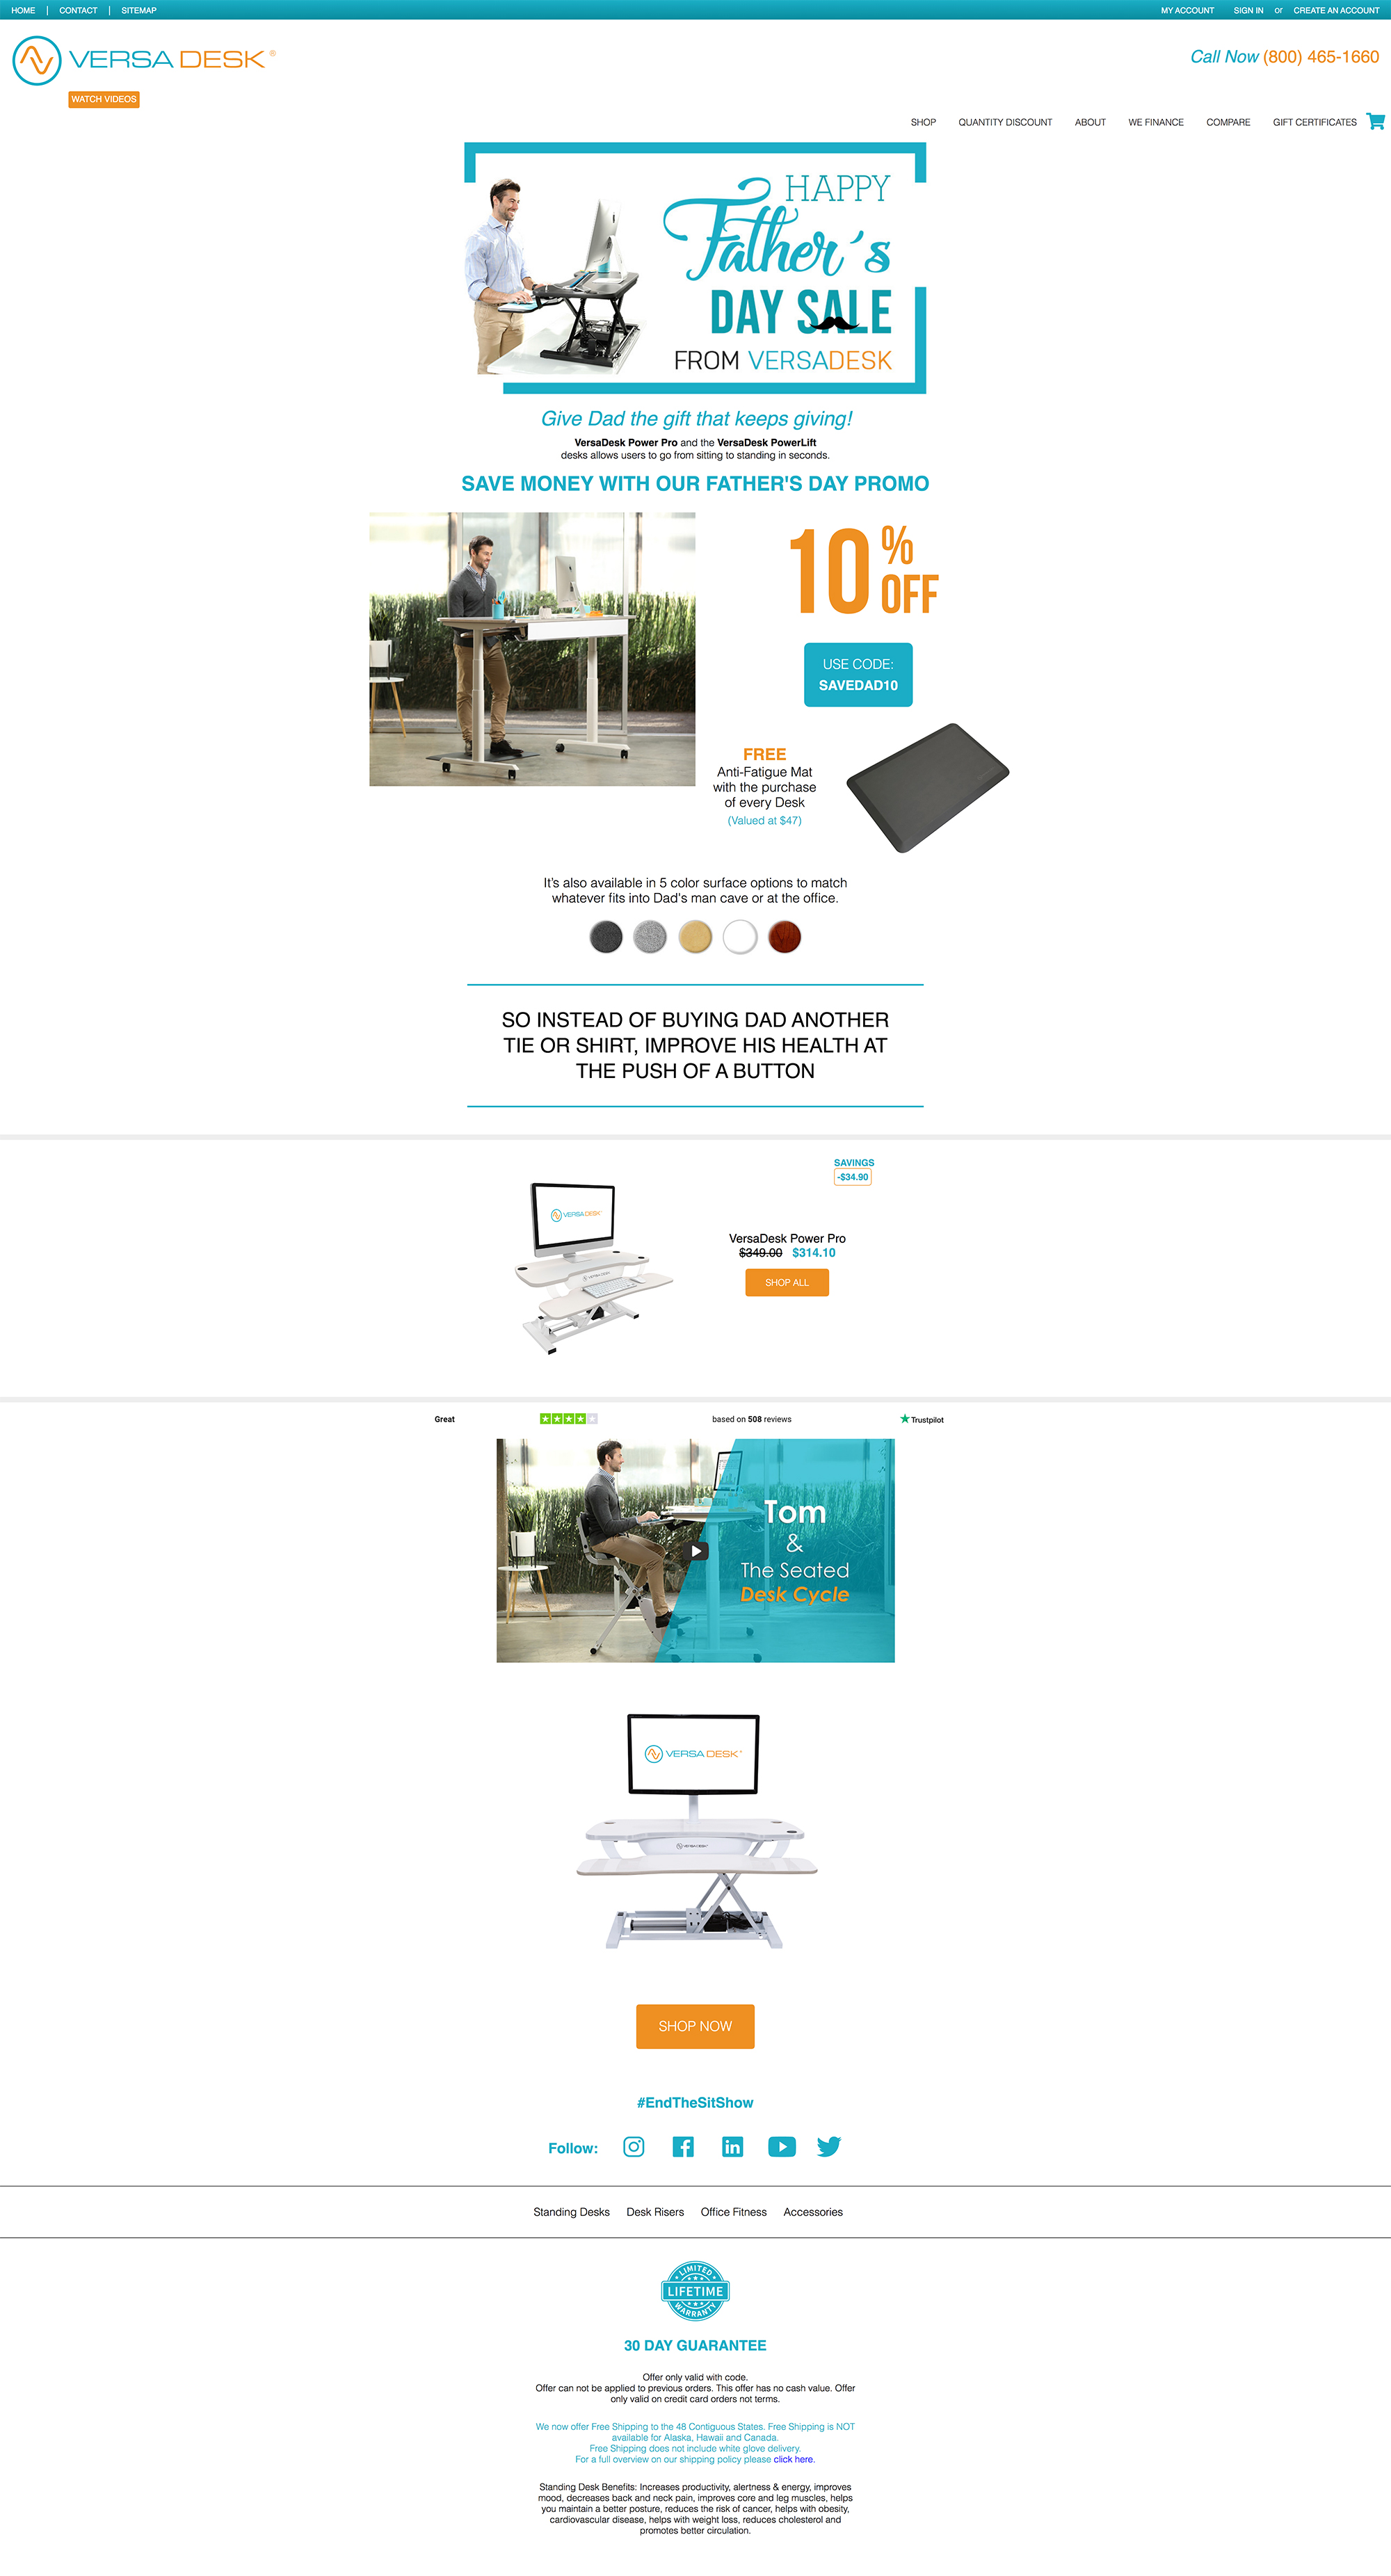 HOME | CONTACT | SITEMAP
MY ACCOUNT SIGN IN or CREATE AN ACCOUNT
VERSA DESK ®
Call Now (800) 465-1660
WATCH VIDEOS
SHOP QUANTITY DISCOUNT ABOUT WE FINANCE COMPARE GIFT CERTIFICATES
HAPPY
Father´s
DAY SALE
FROM VERSADESK
Give Dad the gift that keeps giving!
VersaDesk Power Pro and the VersaDesk PowerLift
desks allows users to go from sitting to standing in seconds.
SAVE MONEY WITH OUR FATHER'S DAY PROMO
10% OFF
USE CODE:
SAVEDAD10
FREE
Anti-Fatigue Mat
with the purchase
of every Desk
(Valued at $47)
It's also available in 5 color surface options to match
whatever fits into Dad's man cave or at the office.
SO INSTEAD OF BUYING DAD ANOTHER
TIE OR SHIRT, IMPROVE HIS HEALTH AT
THE PUSH OF A BUTTON
SAVINGS
-$34.90
VERSA DESK
VERSA DESK
VersaDesk Power Pro
$349.00 $314.10
SHOP ALL
Great
based on 508 reviews
Trustpilot
Tom
&
The Seated
Desk Cycle
VERSA DESK
VERSA DESK
SHOP NOW
#EndTheSitShow
Follow:
Standing Desks Desk Risers Office Fitness Accessories
LIMITED
LIFETIME
WARRANTY
30 DAY GUARANTEE
Offer only valid with code.
Offer can not be applied to previous orders. This offer has no cash value. Offer
only valid on credit card orders not terms.
We now offer Free Shipping to the 48 Contiguous States. Free Shipping is NOT
available for Alaska, Hawaii and Canada.
Free Shipping does not include white glove delivery.
For a full overview on our shipping policy please click here.
Standing Desk Benefits: Increases productivity, alertness & energy, improves
mood, decreases back and neck pain, improves core and leg muscles, helps
you maintain a better posture, reduces the risk of cancer, helps with obesity,
cardiovascular disease, helps with weight loss, reduces cholesterol and
promotes better circulation.